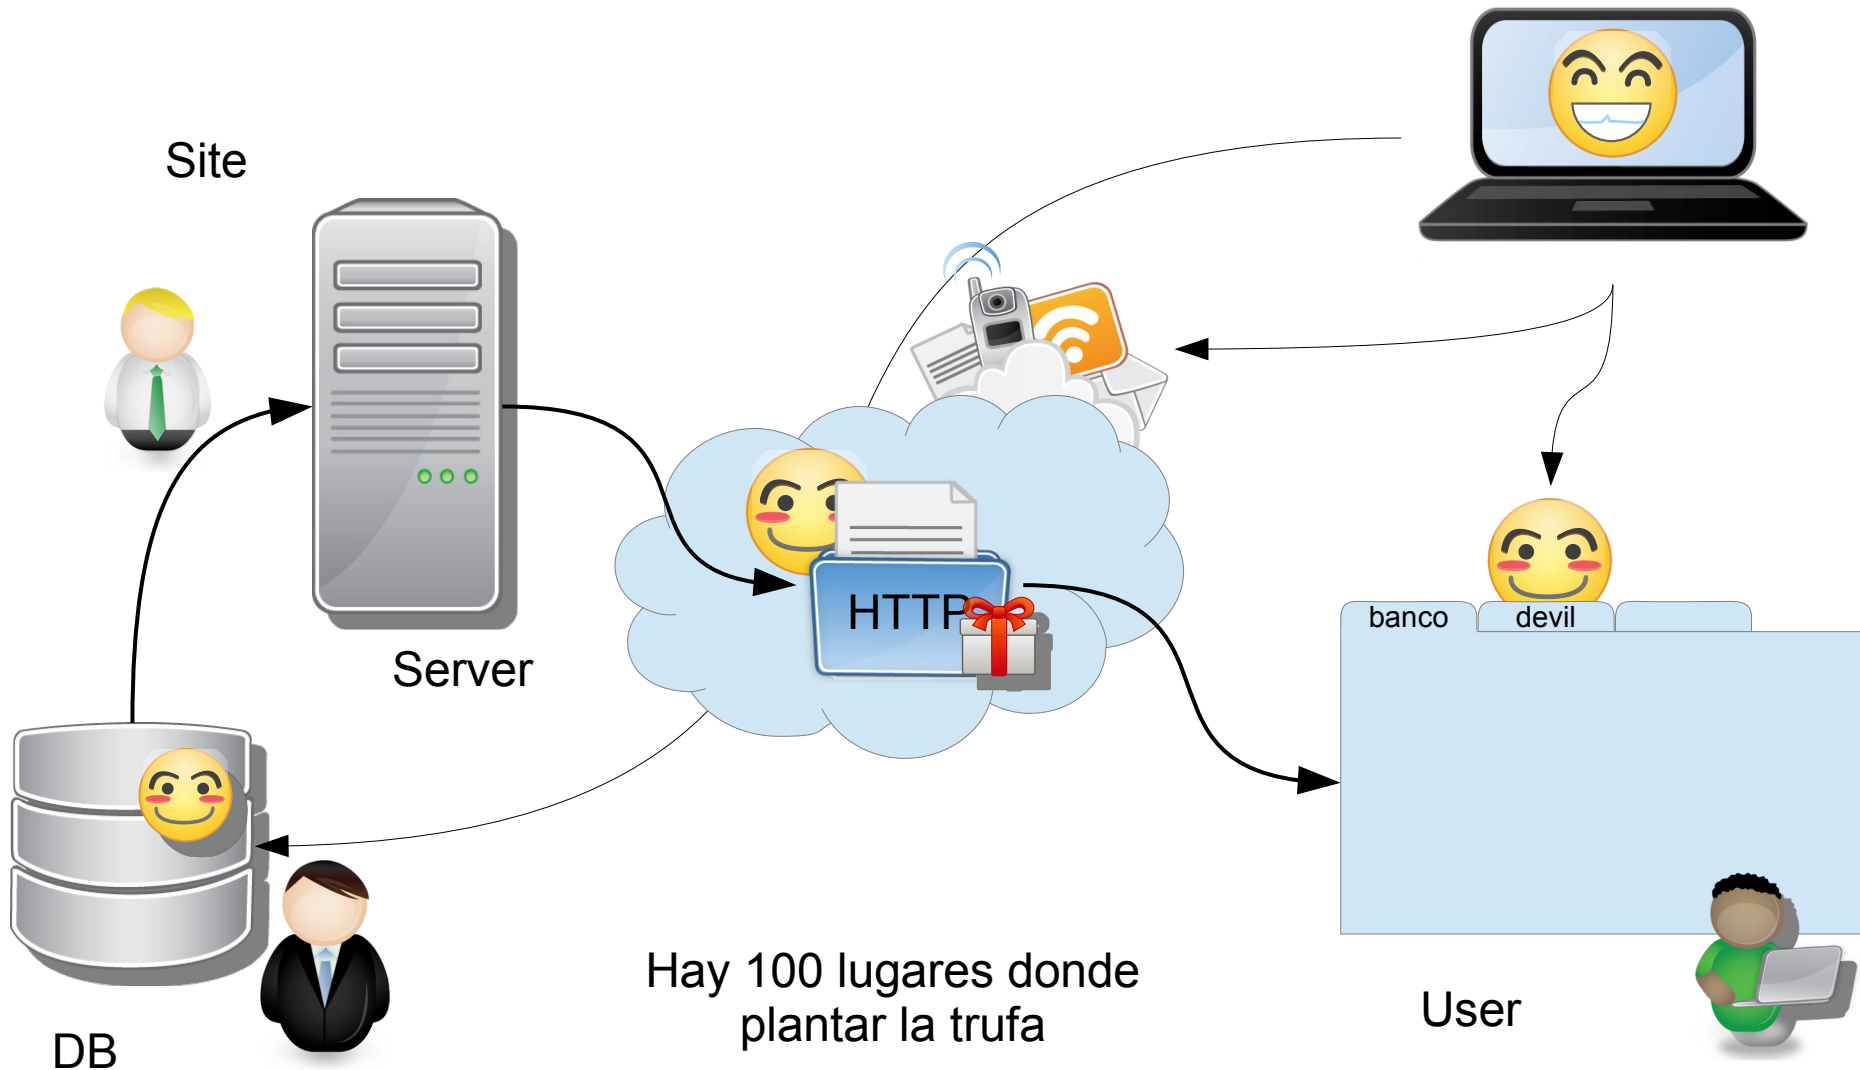 Site
Server
HTTP
banco
devil
Hay 100 lugares donde
plantar la trufa
User
DB